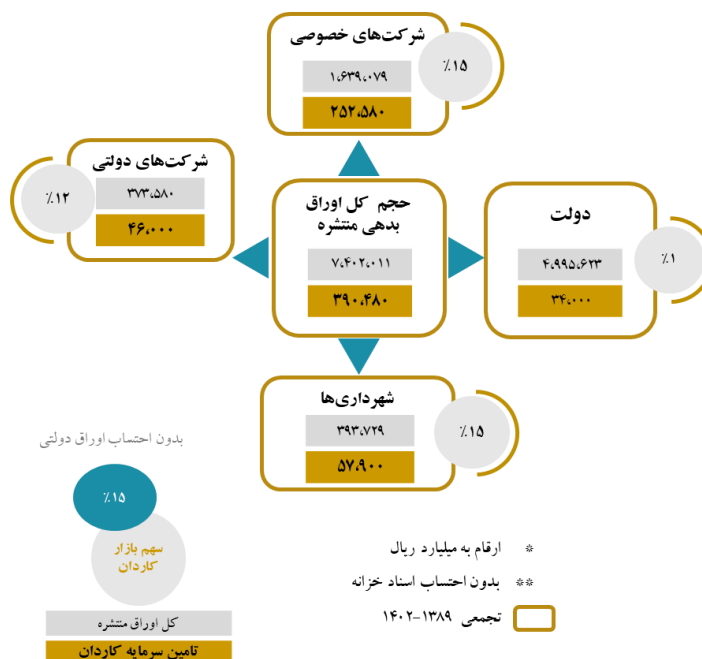 شرکت‌های خصوصی
۱،۶۳۹،۰۷۹
۲۵۲،۵۸۰
٪۱۵
شرکت‌های دولتی
۳۷۳،۵۸۰
۴۶،۰۰۰
٪۱۲
حجم کل اوراق
بدهی منتشره
۷،۴۰۲،۰۱۱
۳۹۰،۴۸۰
دولت
۴،۹۹۵،۶۲۳
۳۴،۰۰۰
٪۱
شهرداری‌ها
۳۹۳،۷۲۹
۵۷،۹۰۰
٪۱۵
بدون احتساب اوراق دولتی
٪۱۵
سهم بازار
کاردان
کل اوراق منتشره
تامین سرمایه کاردان
* ارقام به میلیارد ریال
** بدون احتساب اسناد خزانه
تجمعی ۱۳۸۹-۱۴۰۲